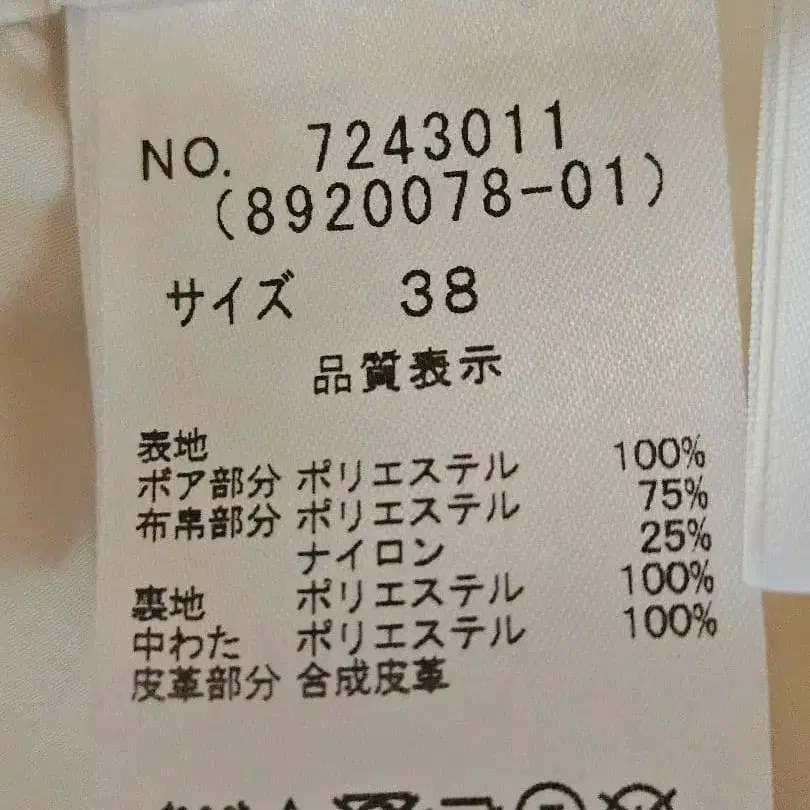 NO. 7243011
(8920078-01)
サイズ 38
品質表示
表地
ボア部分 ポリエステル 100%
布帛部分 ポリエステル 75%
ナイロン 25%
裏地 ポリエステル 100%
中わた ポリエステル 100%
皮革部分 合成皮革